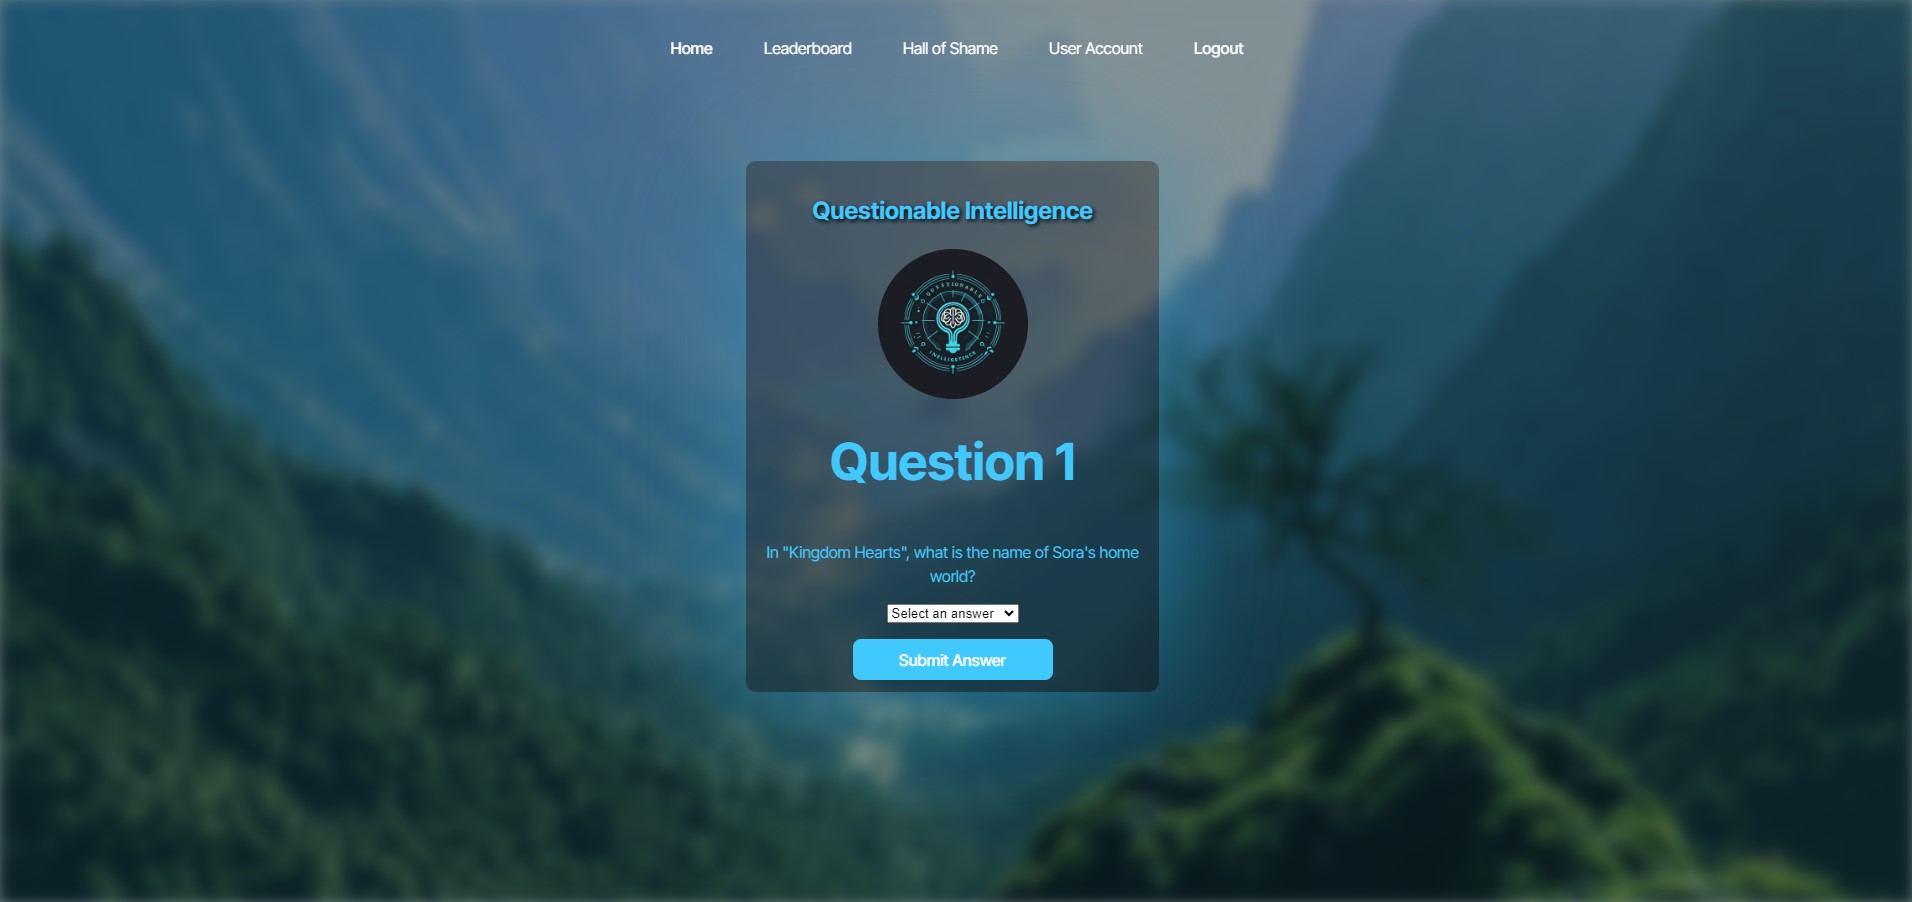 Home Leaderboard Hall of Shame User Account Logout
Questionable Intelligence
QUESTIONABLE
INTELLIGENCE
Question 1
In "Kingdom Hearts", what is the name of Sora's home
world?
Select an answer
Submit Answer